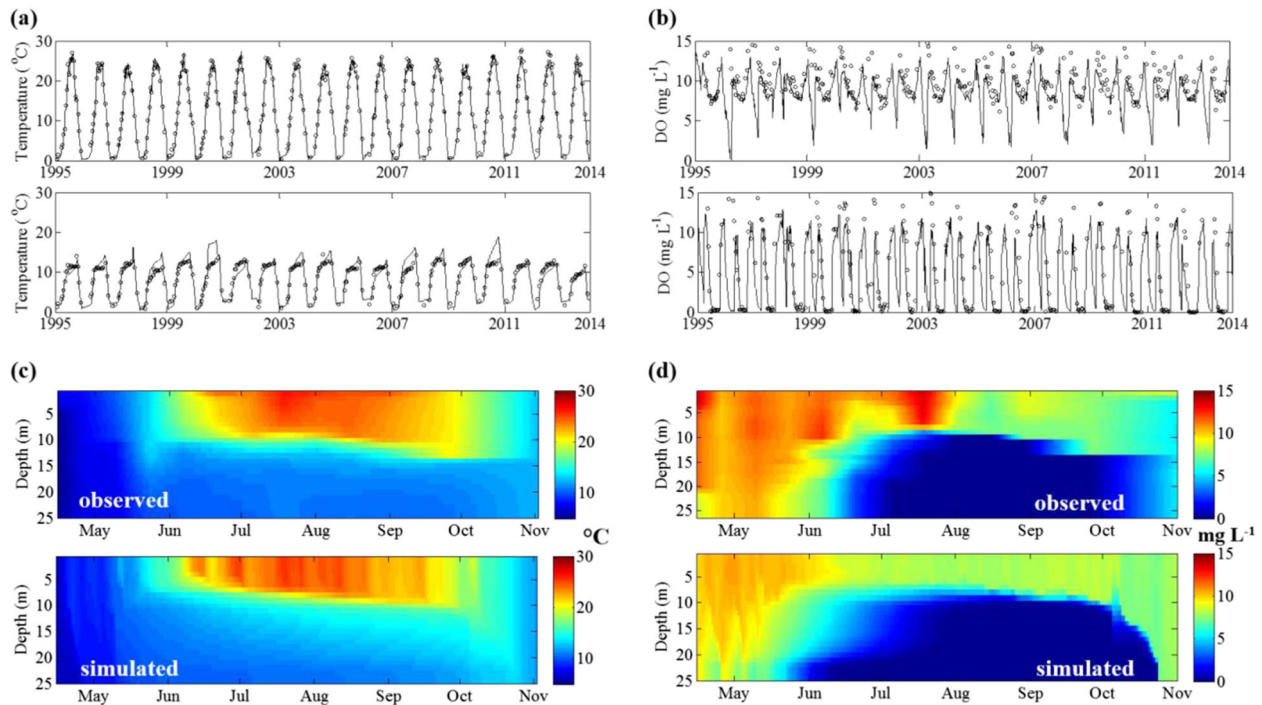 (a)
(b)
30
20
10
0
Temperature (°C)
1995
1999
2003
2007
2011
2014
15
10
5
0
DO (mg L-1)
1995
1999
2003
2007
2011
2014
30
20
10
0
Temperature (°C)
1995
1999
2003
2007
2011
2014
15
10
5
0
DO (mg L-1)
1995
1999
2003
2007
2011
2014
(c)
(d)
5
10
15
20
25
Depth (m)
observed
May
Jun
Jul
Aug
Sep
Oct
Nov
30
20
10
°C
5
10
15
20
25
Depth (m)
observed
May
Jun
Jul
Aug
Sep
Oct
Nov
15
10
5
0
mg L-1
5
10
15
20
25
Depth (m)
simulated
May
Jun
Jul
Aug
Sep
Oct
Nov
30
20
10
5
10
15
20
25
Depth (m)
simulated
May
Jun
Jul
Aug
Sep
Oct
Nov
15
10
5
0